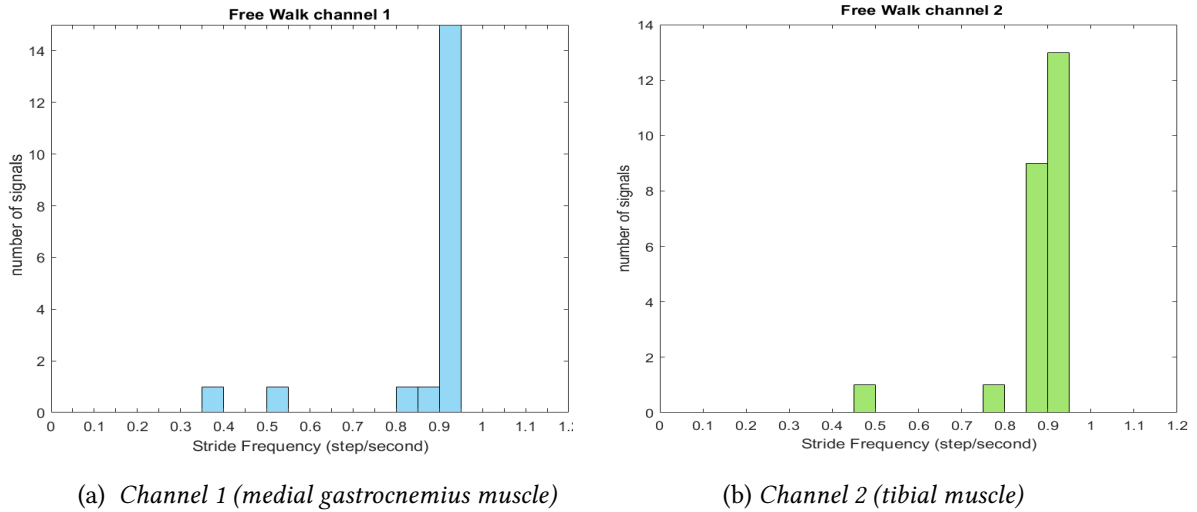 Free Walk channel 1
14
12
10
8
6
4
2
0
number of signals
0 0.1 0.2 0.3 0.4 0.5 0.6 0.7 0.8 0.9 1 1.1 1.
Stride Frequency (step/second)
(a) Channel 1 (medial gastrocnemius muscle)
Free Walk channel 2
14
12
10
8
6
4
2
0
number of signals
0 0.1 0.2 0.3 0.4 0.5 0.6 0.7 0.8 0.9 1 1.1 1.2
Stride Frequency (step/second)
(b) Channel 2 (tibial muscle)